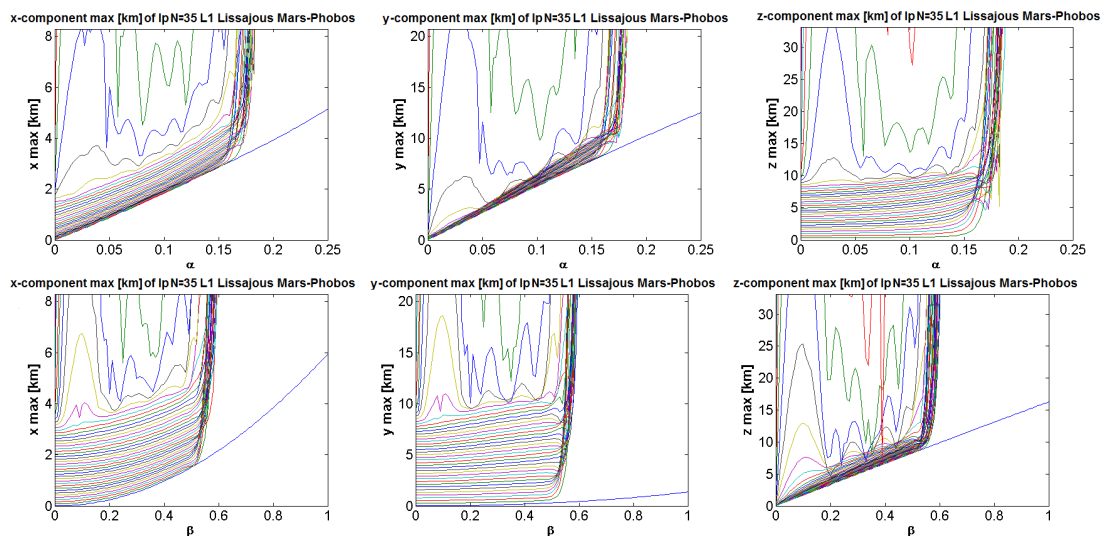 x-component max [km] of lp N=35 L1 Lissajous Mars-Phobos
y-component max [km] of lp N=35 L1 Lissajous Mars-Phobos
z-component max [km] of lp N=35 L1 Lissajous Mars-Phobos
x max [km]
8
6
4
2
0
0 0.05 0.1 0.15 0.2 0.25
α
y max [km]
20
15
10
5
0
0 0.05 0.1 0.15 0.2 0.25
α
z max [km]
30
25
20
15
10
5
0
0 0.05 0.1 0.15 0.2 0.25
α
x-component max [km] of lp N=35 L1 Lissajous Mars-Phobos
y-component max [km] of lp N=35 L1 Lissajous Mars-Phobos
z-component max [km] of lp N=35 L1 Lissajous Mars-Phobos
x max [km]
8
6
4
2
0
0 0.2 0.4 0.6 0.8 1
β
y max [km]
20
15
10
5
0
0 0.2 0.4 0.6 0.8 1
β
z max [km]
30
25
20
15
10
5
0
0 0.2 0.4 0.6 0.8 1
β